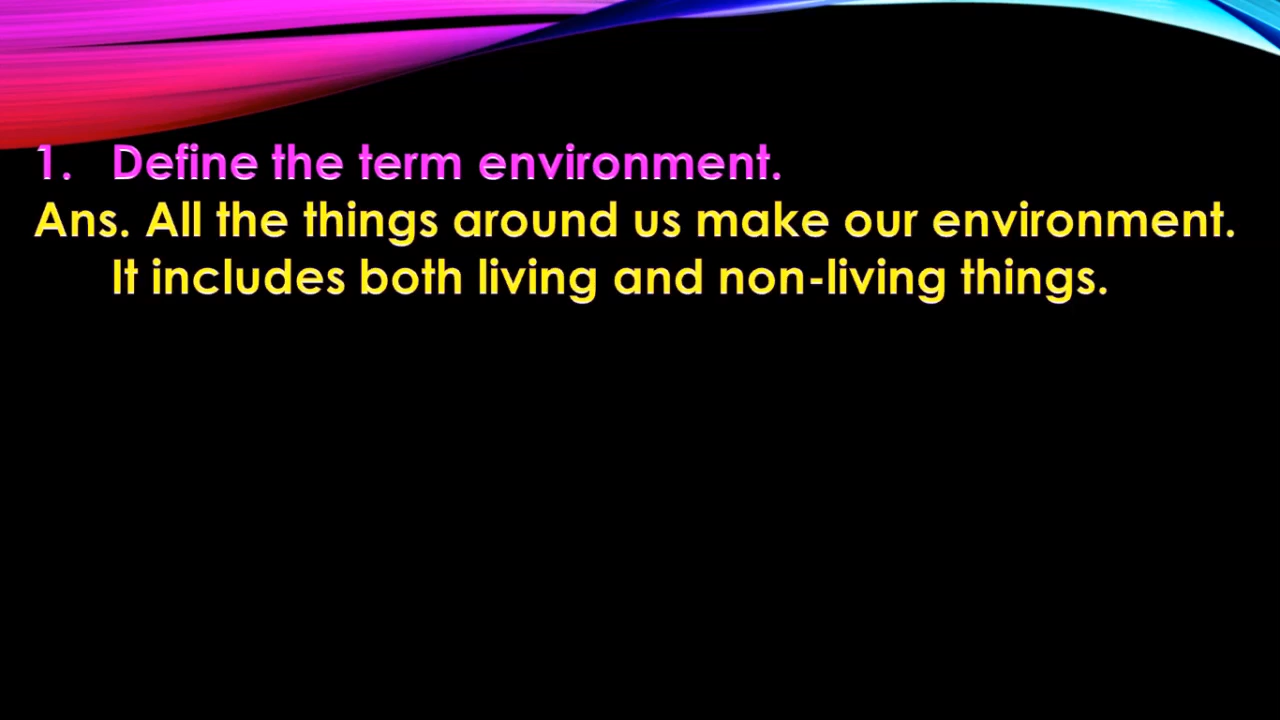 1. Define the term environment.
Ans. All the things around us make our environment.
It includes both living and non-living things.